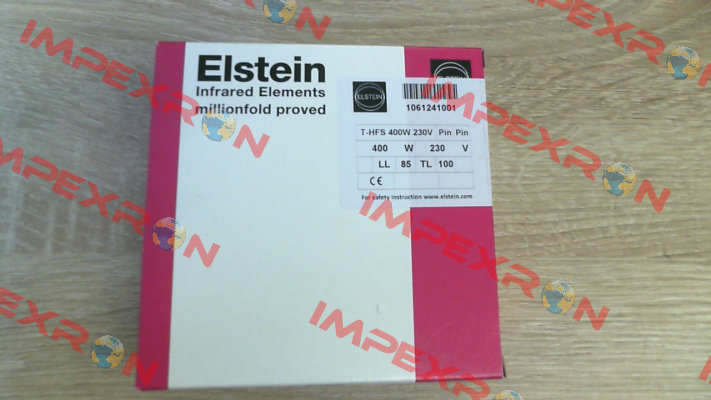 Elstein
Infrared Elements
millionfold proved
ELSTEIN
1061241001
T-HFS 400W 230V Pin Pin
400 W 230 V
LL 85 TL 100
CE
For safety instruction www.elstein.com
IMPEXRON
IMPEXRON
IMPEXRON
IMPEXRON
IMPEXRON
IMPEXRON